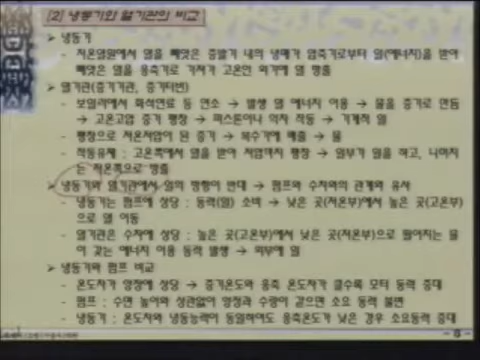 [2] 냉동기와 열기관의 비교
➢ 냉동기
- 저온열원에서 열을 빼앗은 증발기 내의 냉매가 압축기로부터 일(에너지)을 받아
빼앗은 열을 응축기로 가져가 고온인 외기에 열 방출
➢ 열기관(증기기관, 증기터빈)
- 보일러에서 화석연료 등 연소 → 발생 열 에너지 이용 → 물을 증기로 만듬
→ 고온고압 증기 팽창 → 피스톤이나 의자 작동 → 기계적 일
- 팽창으로 저온저압이 된 증기 → 복수기에 배출 → 물
- 작동유체 : 고온쪽에서 열을 받아 저압까지 팽창 → 일부가 일을 하고, 나머지
는 저온쪽으로 방출
➢ 냉동기와 열기관에서 일의 방향이 반대 → 펌프와 수차와의 관계와 유사
- 냉동기는 펌프에 상당 : 동력(일) 소비 → 낮은 곳(저온부)에서 높은 곳(고온부)
으로 열 이동
- 열기관은 수차에 상당 : 높은 곳(고온부)에서 낮은 곳(저온부)으로 떨어지는 물
이 갖는 에너지 이용 동력 발생 → 외부에 일
➢ 냉동기와 펌프 비교
- 온도차가 양정에 상당 → 증기온도와 응축 온도차가 클수록 모터 동력 증대
- 펌프 : 수면 높이와 상관없이 양정과 수량이 같으면 소요 동력 불변
- 냉동기 : 온도차와 냉동능력이 동일하여도 응축온도가 낮은 경우 소요동력 증대
- 8 -